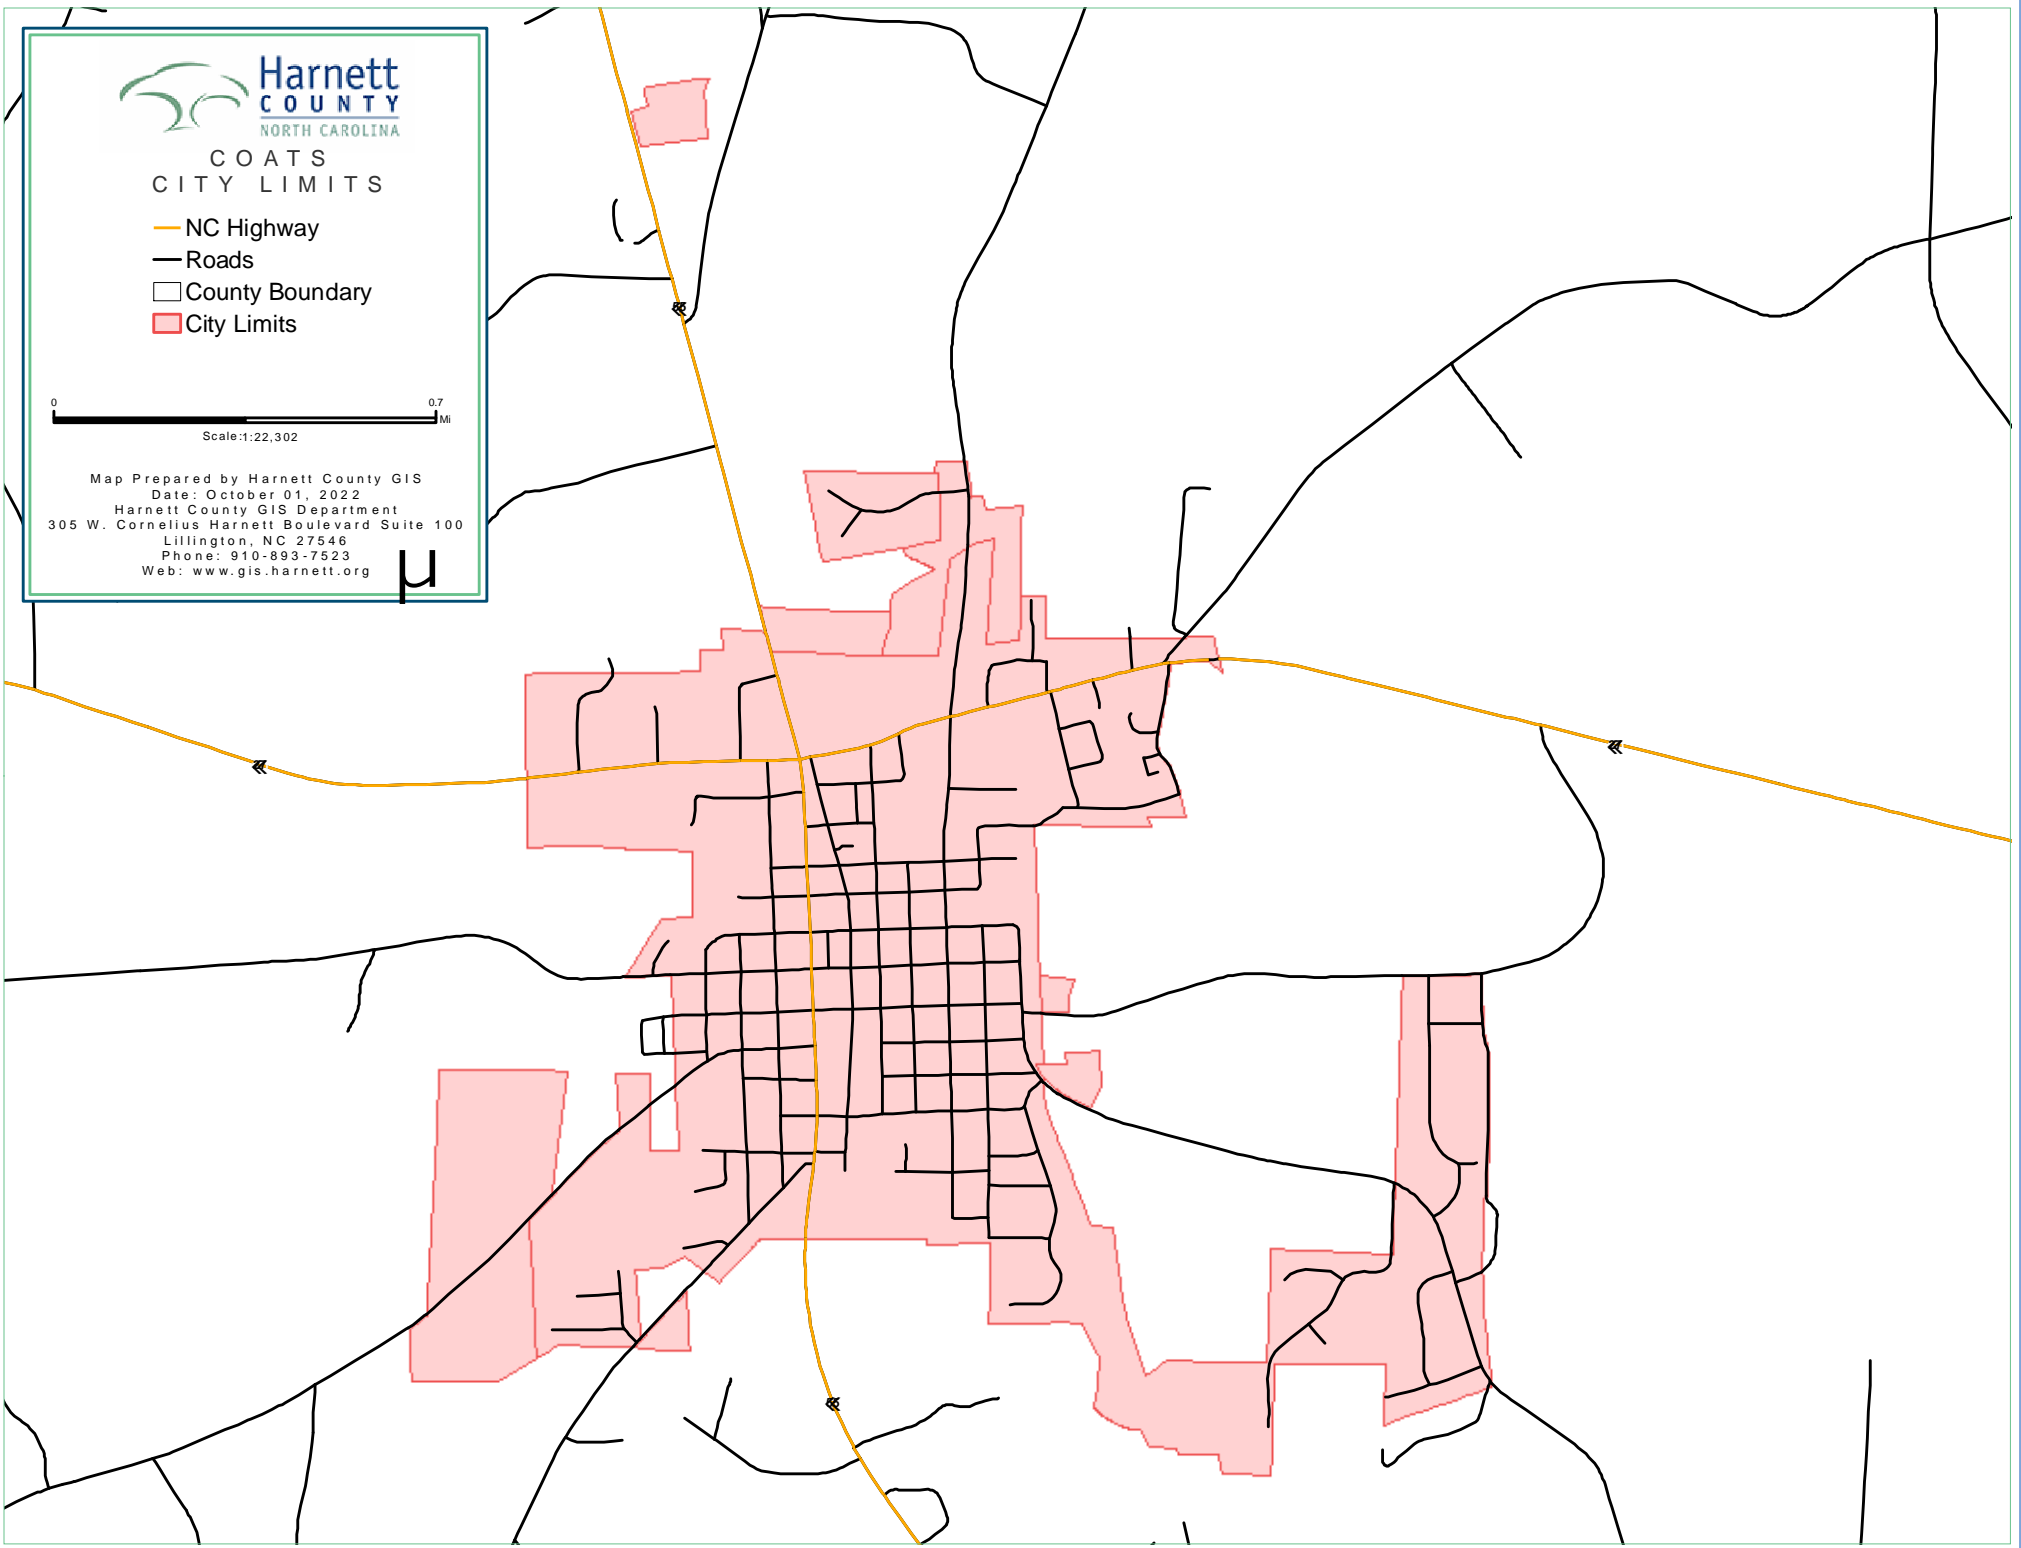 Harnett
COUNTY
NORTH CAROLINA
COATS
CITY LIMITS
NC Highway
Roads
County Boundary
City Limits
0 0.7
Mi
Scale:1:22,302
Map Prepared by Harnett County GIS
Date: October 01, 2022
Harnett County GIS Department
305 W. Cornelius Harnett Boulevard Suite 100
Lillington, NC 27546
Phone: 910-893-7523
Web: www.gis.harnett.org
µ